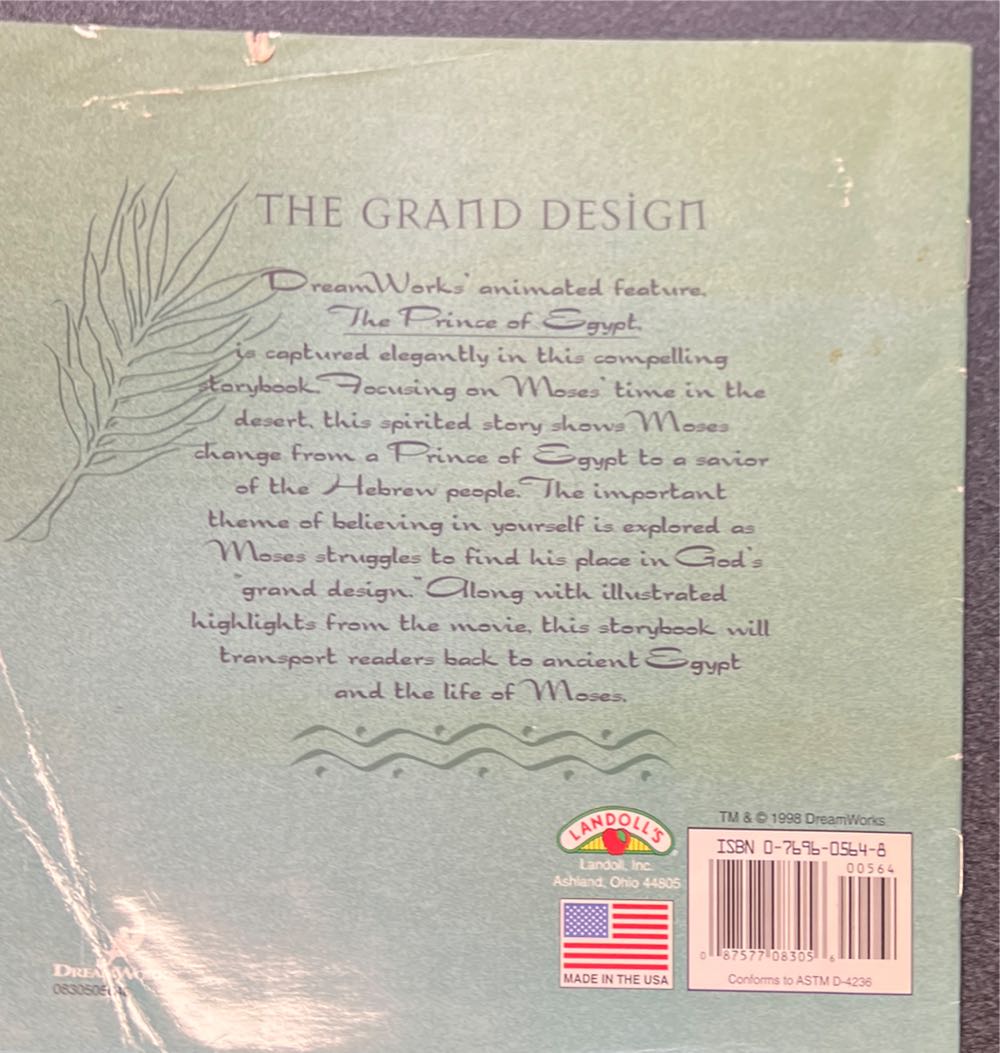 THE GRAND DESIGN
DreamWorks' animated feature,
The Prince of Egypt,
is captured elegantly in this compelling
storybook. Focusing on Moses' time in the
desert, this spirited story shows Moses
change from a Prince of Egypt to a savior
of the Hebrew people. The important
theme of believing in yourself is explored as
Moses struggles to find his place in God's
"grand design." Along with illustrated
highlights from the movie, this storybook will
transport readers back to ancient Egypt
and the life of Moses.
LANDOLL'S
Landoll, Inc.
Ashland, Ohio 44805
MADE IN THE USA
TM & © 1998 DreamWorks
ISBN 0-7696-0564-8
00564
0 87577 08305 6
Conforms to ASTM D-4236
DREAMWORKS